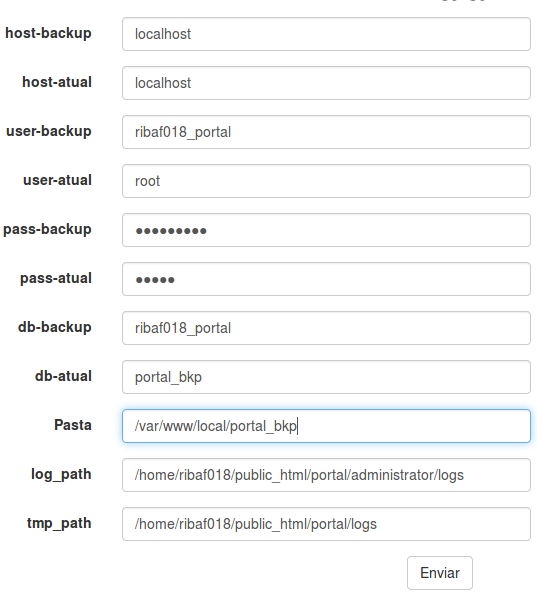 host-backup localhost
host-atual localhost
user-backup ribaf018_portal
user-atual root
pass-backup ●●●●●●●●●
pass-atual ●●●●●
db-backup ribaf018_portal
db-atual portal_bkp
Pasta /var/www/local/portal_bkp
log_path /home/ribaf018/public_html/portal/administrator/logs
tmp_path /home/ribaf018/public_html/portal/logs
Enviar